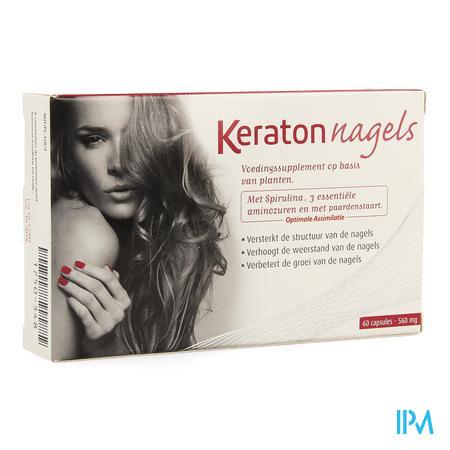 Keraton nagels
Voedingssupplement op basis
van planten.
Met Spirulina, 3 essentiële
aminozuren en met paardenstaart.
Optimale Assimilatie
• Versterkt de structuur van de nagels
• Verhoogt de weerstand van de nagels
• Verbetert de groei van de nagels
60 capsules - 560 mg
1750-348
IPM